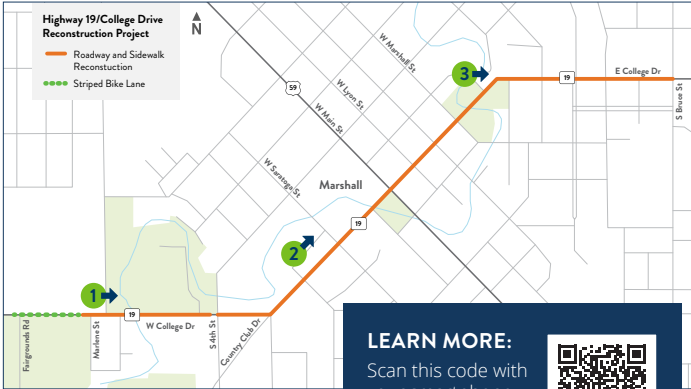 Highway 19/College Drive
Reconstruction Project
Roadway and Sidewalk
Reconstruction
Striped Bike Lane
N
59
W Marshall St
W Lyon St
W Main St
W Saratoga St
Marshall
3
19
E College Dr
S Bruce St
19
2
1
19
W College Dr
Fairgrounds Rd
Marlene St
S 4th St
Country Club Dr
LEARN MORE:
Scan this code with